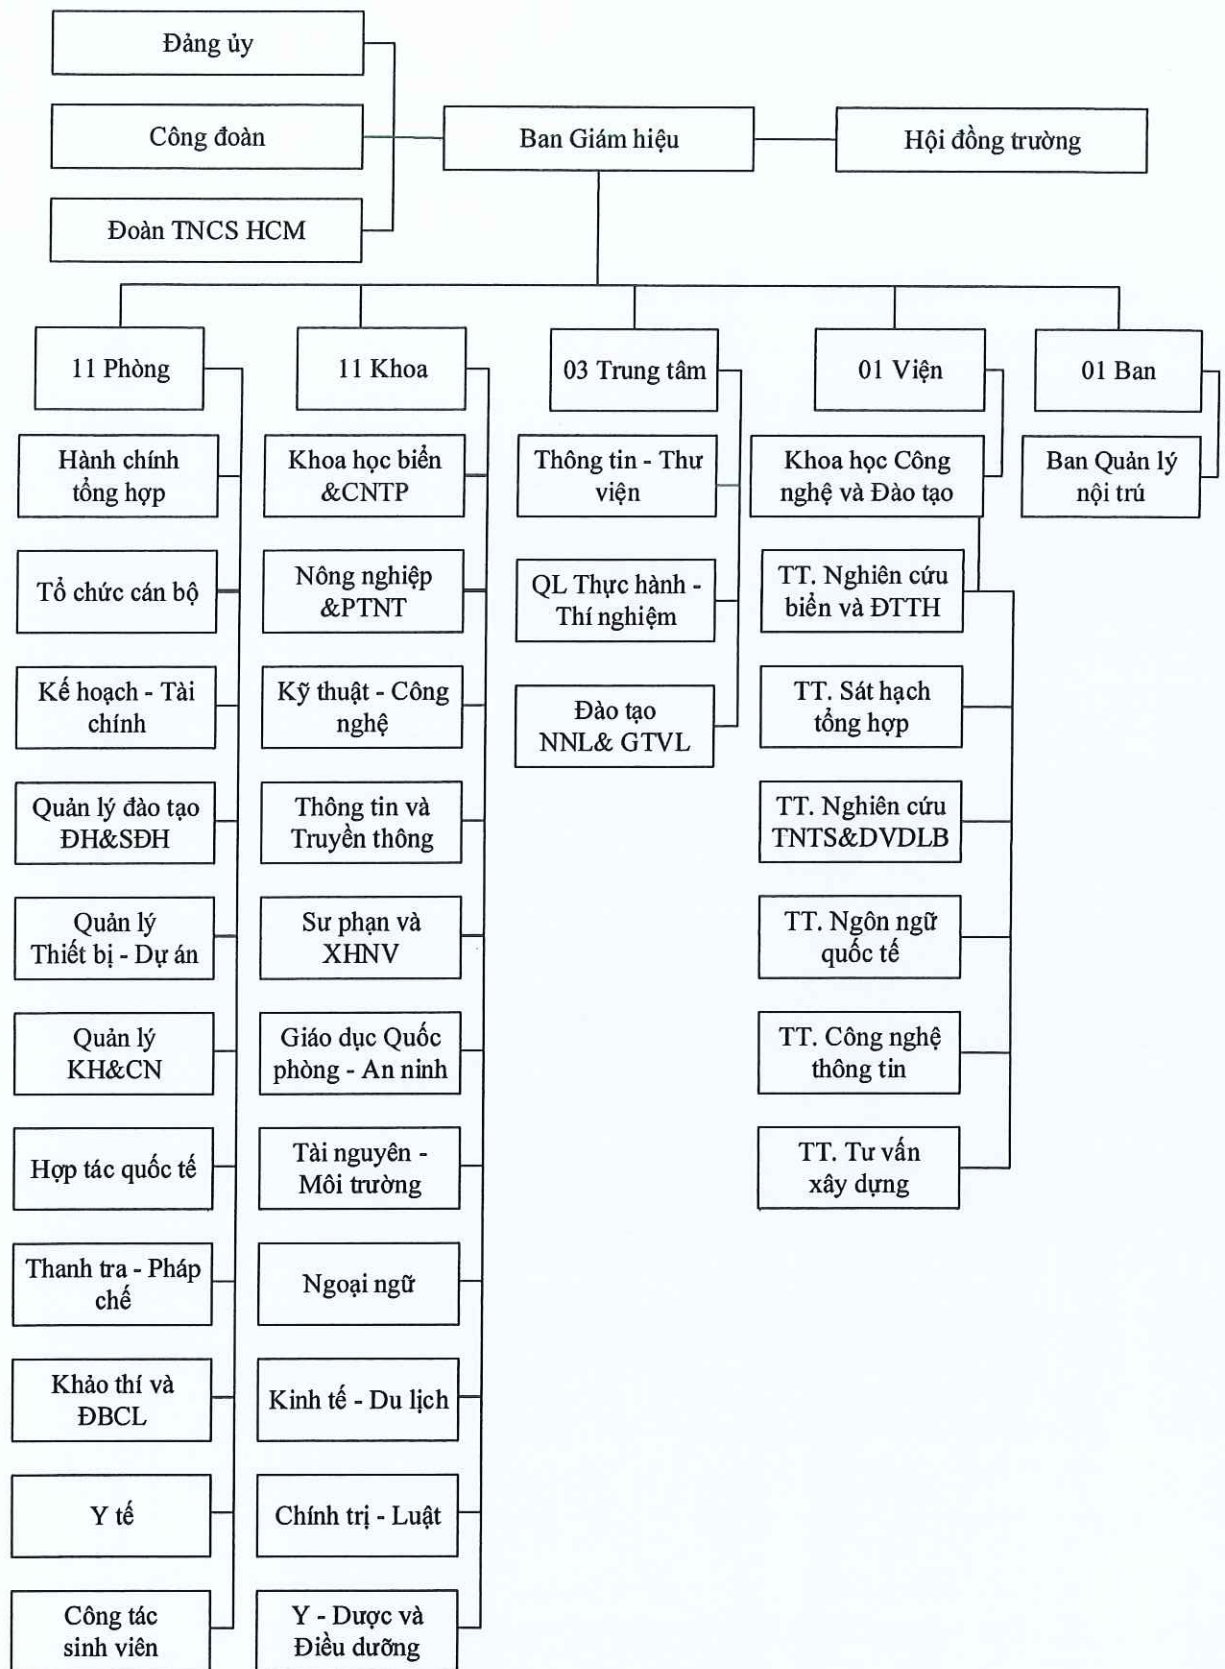 Đảng ủy
Công đoàn
Ban Giám hiệu
Hội đồng trường
Đoàn TNCS HCM
11 Phòng
11 Khoa
03 Trung tâm
01 Viện
01 Ban
Hành chính
tổng hợp
Tổ chức cán bộ
Kế hoạch - Tài
chính
Quản lý đào tạo
ĐH&SĐH
Quản lý
Thiết bị - Dự án
Quản lý
KH&CN
Hợp tác quốc tế
Thanh tra - Pháp
chế
Khảo thí và
ĐBCL
Y tế
Công tác
sinh viên
Khoa học biển
&CNTP
Nông nghiệp
&PTNT
Kỹ thuật - Công
nghệ
Thông tin và
Truyền thông
Sư phạn và
XHNV
Giáo dục Quốc
phòng - An ninh
Tài nguyên -
Môi trường
Ngoại ngữ
Kinh tế - Du lịch
Chính trị - Luật
Y - Dược và
Điều dưỡng
Thông tin - Thư
viện
QL Thực hành -
Thí nghiệm
Đào tạo
NNL& GTVL
Khoa học Công
nghệ và Đào tạo
TT. Nghiên cứu
biển và ĐTTH
TT. Sát hạch
tổng hợp
TT. Nghiên cứu
TNTS&DVDLB
TT. Ngôn ngữ
quốc tế
TT. Công nghệ
thông tin
TT. Tư vấn
xây dựng
Ban Quản lý
nội trú